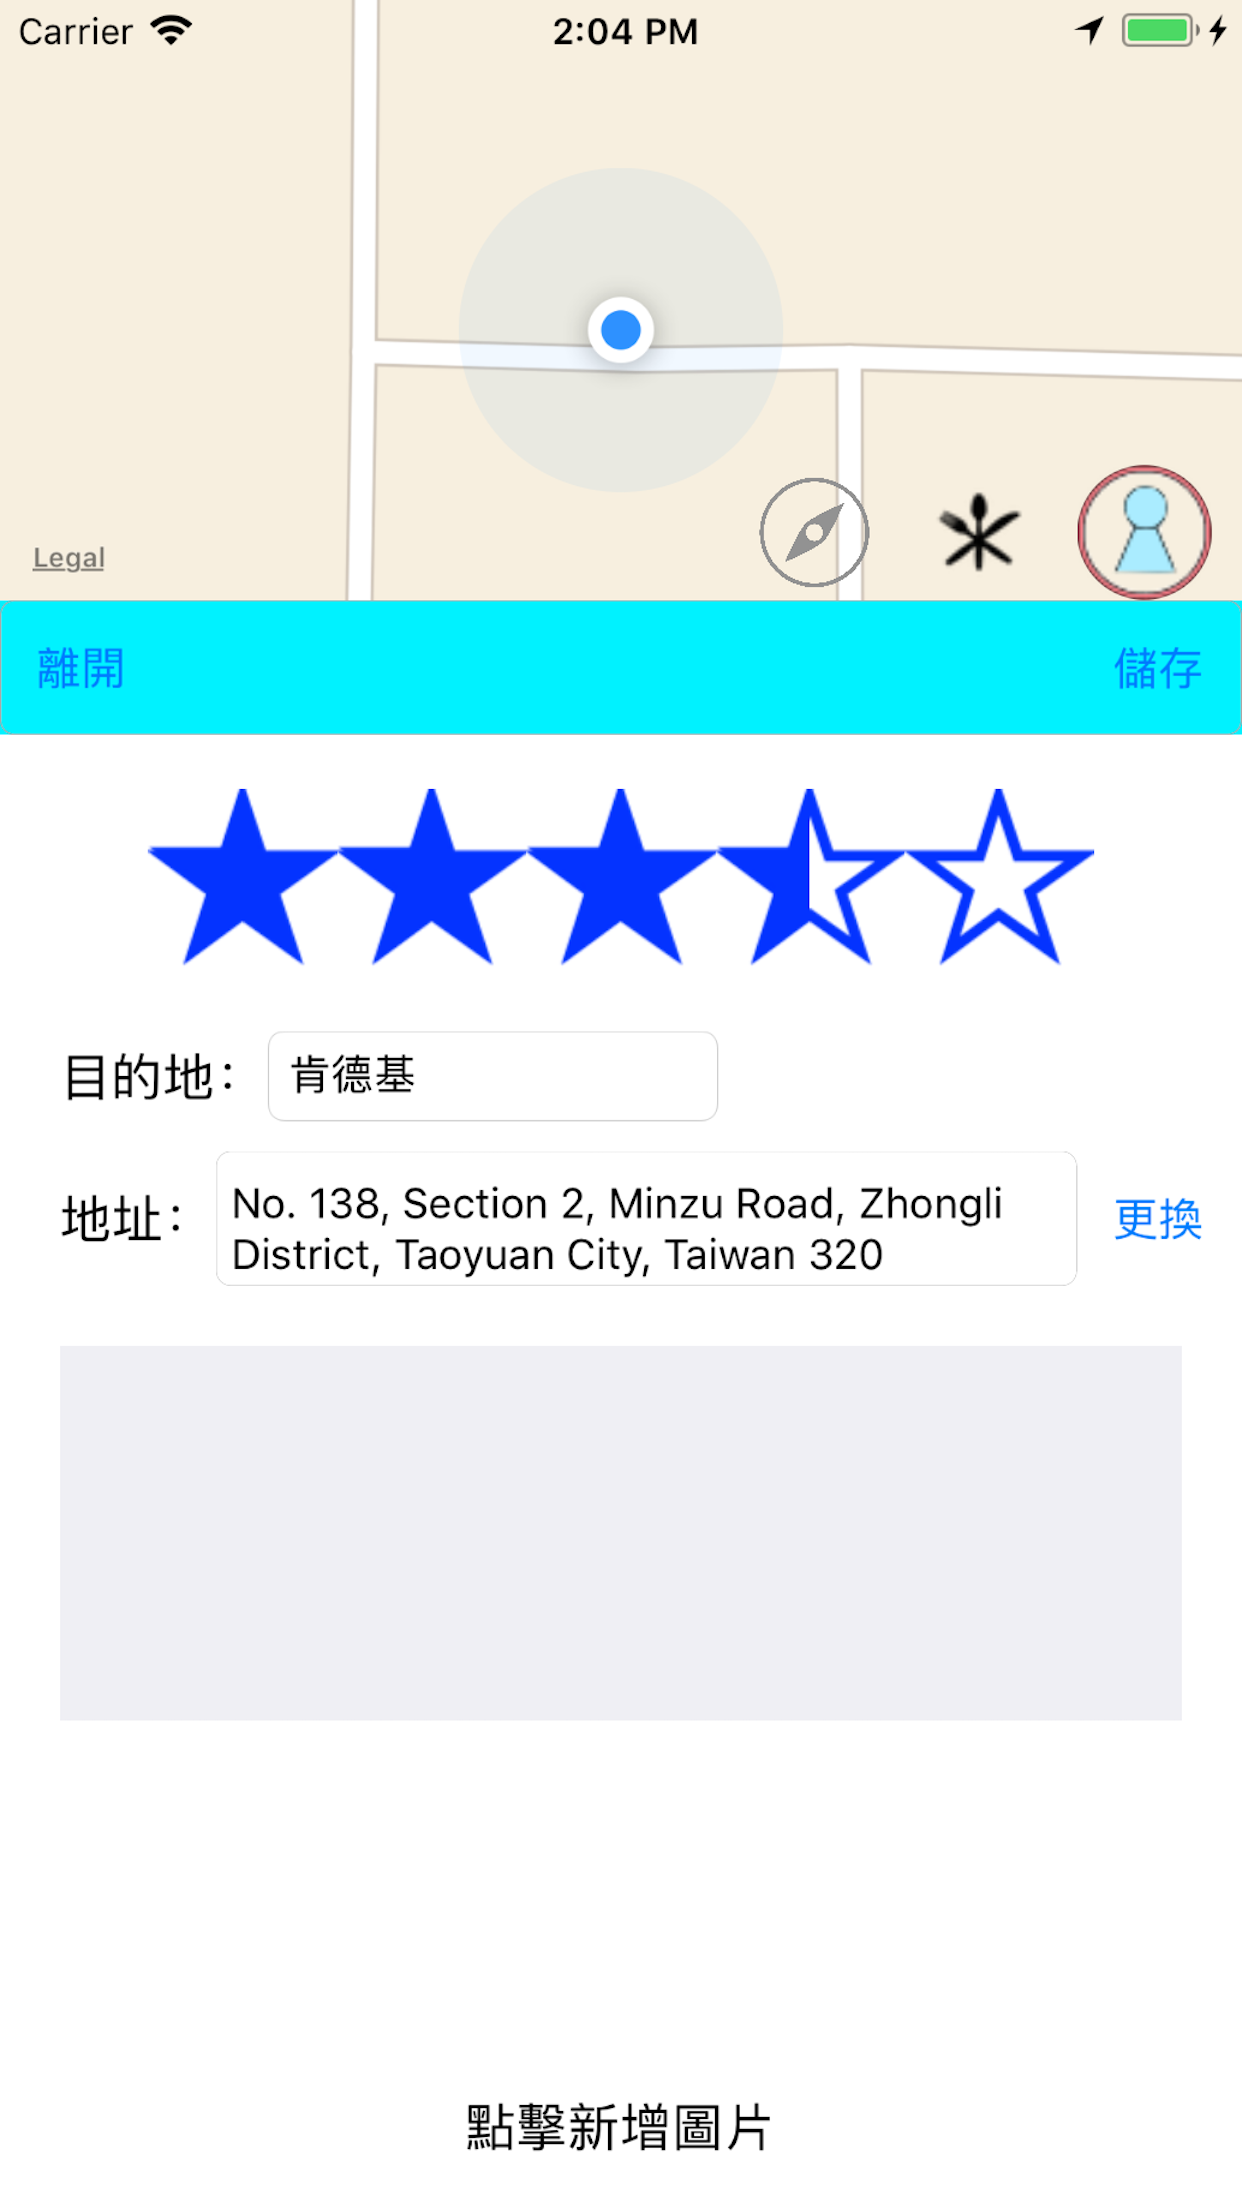 Carrier 2:04 PM
Legal
離開 儲存
目的地： 肯德基
地址： No. 138, Section 2, Minzu Road, Zhongli
District, Taoyuan City, Taiwan 320
更換
點擊新增圖片